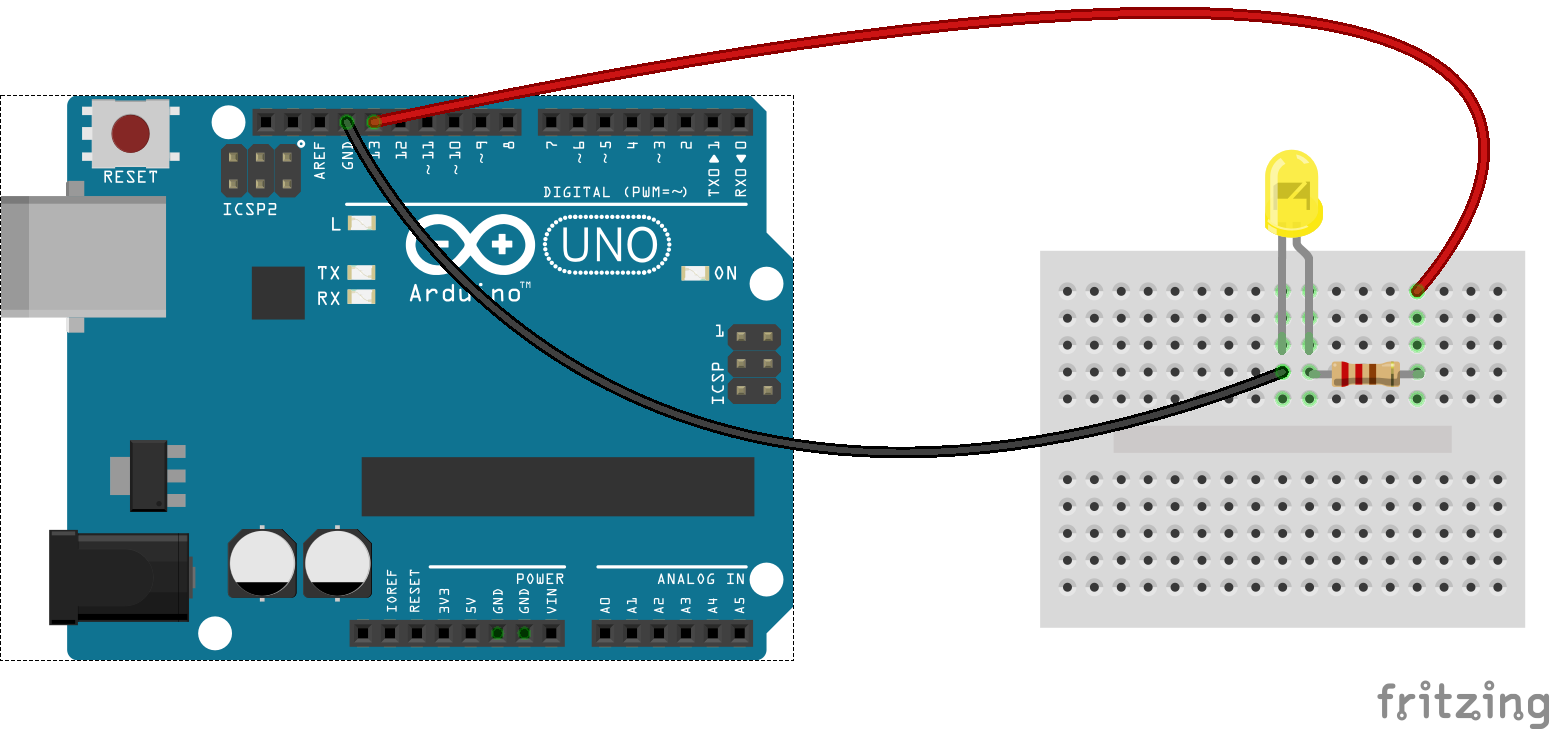 RESET
ICSP2
AREF
GND
13
12
~11
~10
~9
8
7
~6
~5
4
~3
2
TX0▶1
RX0◀0
DIGITAL (PWM=~)
L
TX
RX
UNO
Arduino™
ON
1
ICSP
IOREF
RESET
3V3
5V
GND
GND
VIN
POWER
ANALOG IN
A0
A1
A2
A3
A4
A5
fritzing